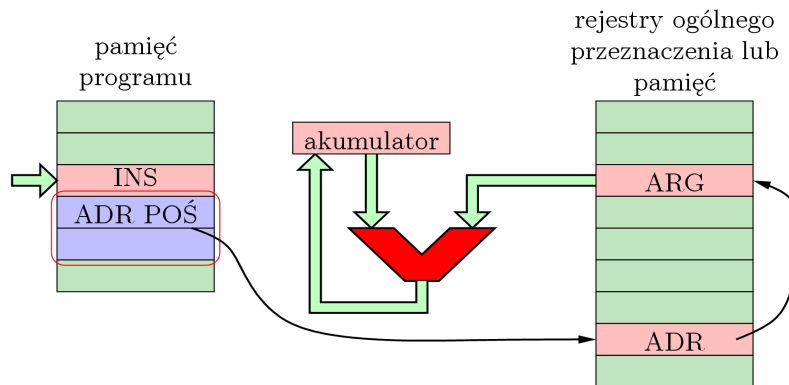 pamięć
programu
INS
ADR POŚ
akumulator
rejestry ogólnego
przeznaczenia lub
pamięć
ARG
ADR